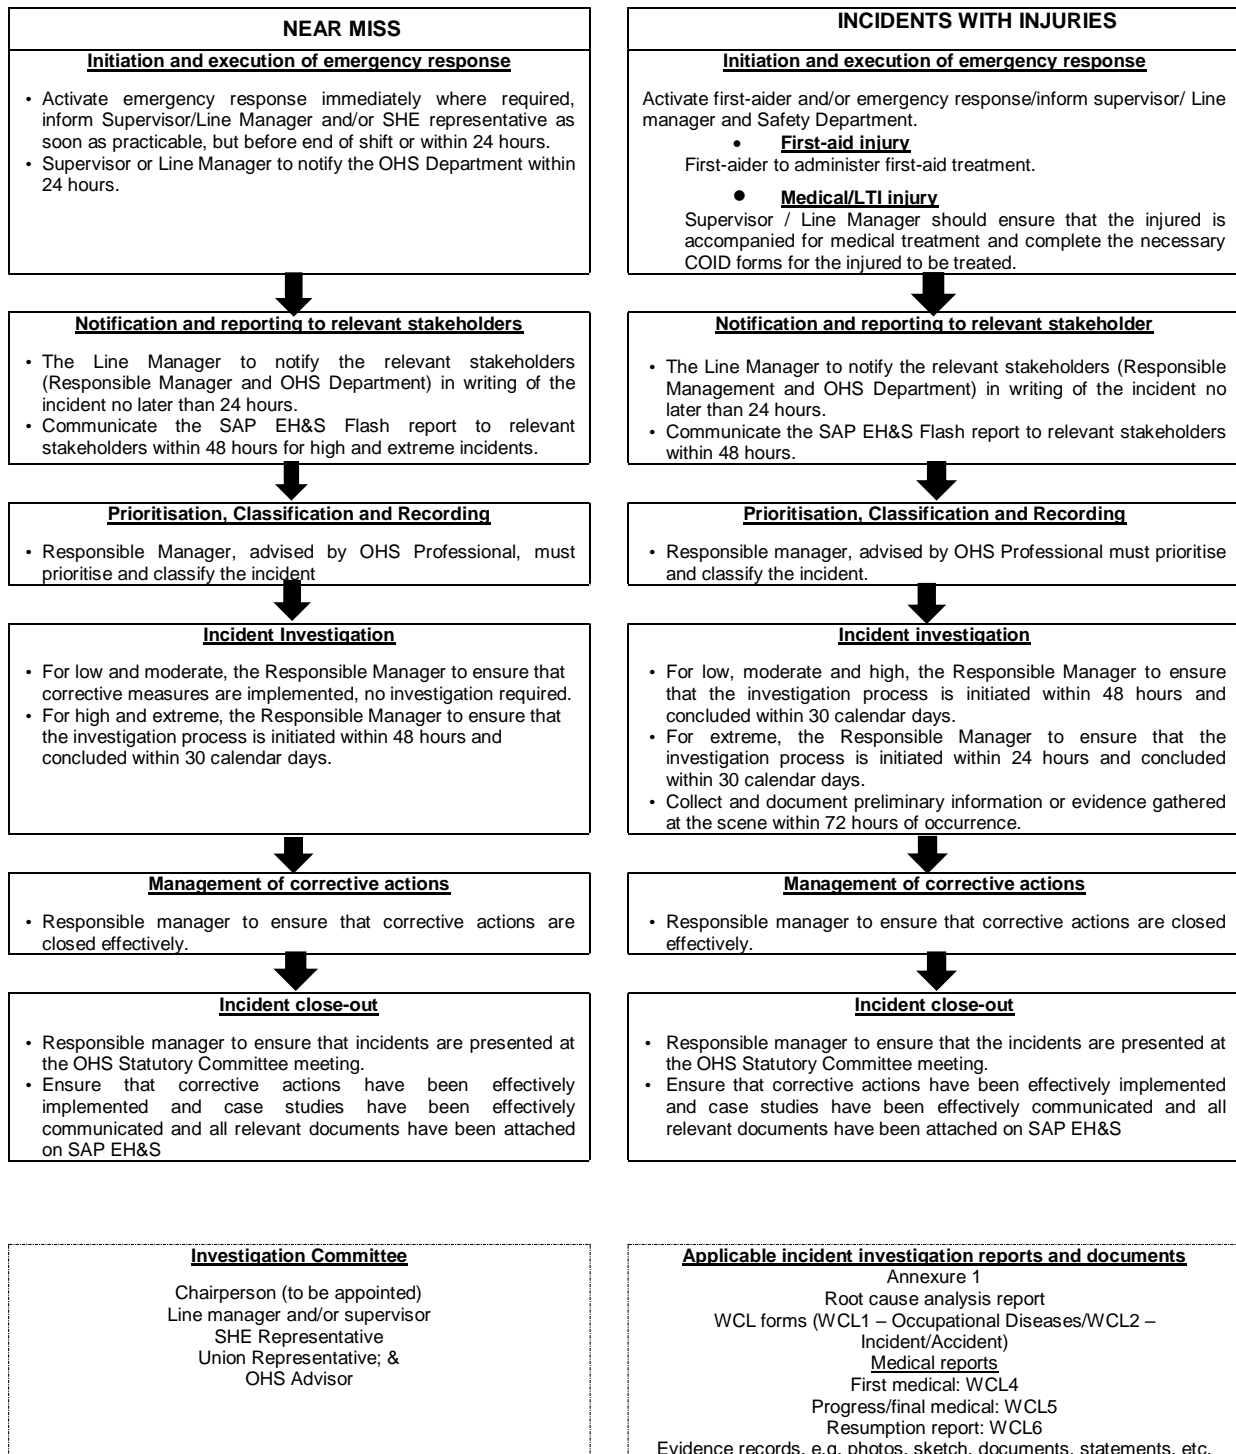 NEAR MISS
Initiation and execution of emergency response
• Activate emergency response immediately where required,
inform Supervisor/Line Manager and/or SHE representative as
soon as practicable, but before end of shift or within 24 hours.
• Supervisor or Line Manager to notify the OHS Department within
24 hours.
Notification and reporting to relevant stakeholders
• The Line Manager to notify the relevant stakeholders
(Responsible Manager and OHS Department) in writing of the
incident no later than 24 hours.
• Communicate the SAP EH&S Flash report to relevant
stakeholders within 48 hours for high and extreme incidents.
Prioritisation, Classification and Recording
• Responsible Manager, advised by OHS Professional, must
prioritise and classify the incident
Incident Investigation
• For low and moderate, the Responsible Manager to ensure that
corrective measures are implemented, no investigation required.
• For high and extreme, the Responsible Manager to ensure that
the investigation process is initiated within 48 hours and
concluded within 30 calendar days.
Management of corrective actions
• Responsible manager to ensure that corrective actions are
closed effectively.
Incident close-out
• Responsible manager to ensure that incidents are presented at
the OHS Statutory Committee meeting.
• Ensure that corrective actions have been effectively
implemented and case studies have been effectively
communicated and all relevant documents have been attached
on SAP EH&S
Investigation Committee
Chairperson (to be appointed)
Line manager and/or supervisor
SHE Representative
Union Representative; &
OHS Advisor
INCIDENTS WITH INJURIES
Initiation and execution of emergency response
Activate first-aider and/or emergency response/inform supervisor/ Line
manager and Safety Department.
• First-aid injury
First-aider to administer first-aid treatment.
• Medical/LTI injury
Supervisor / Line Manager should ensure that the injured is
accompanied for medical treatment and complete the necessary
COID forms for the injured to be treated.
Notification and reporting to relevant stakeholder
• The Line Manager to notify the relevant stakeholders (Responsible
Management and OHS Department) in writing of the incident no
later than 24 hours.
• Communicate the SAP EH&S Flash report to relevant stakeholders
within 48 hours.
Prioritisation, Classification and Recording
• Responsible manager, advised by OHS Professional must prioritise
and classify the incident.
Incident investigation
• For low, moderate and high, the Responsible Manager to ensure
that the investigation process is initiated within 48 hours and
concluded within 30 calendar days.
• For extreme, the Responsible Manager to ensure that the
investigation process is initiated within 24 hours and concluded
within 30 calendar days.
• Collect and document preliminary information or evidence gathered
at the scene within 72 hours of occurrence.
Management of corrective actions
• Responsible manager to ensure that corrective actions are closed
effectively.
Incident close-out
• Responsible manager to ensure that the incidents are presented at
the OHS Statutory Committee meeting.
• Ensure that corrective actions have been effectively implemented
and case studies have been effectively communicated and all
relevant documents have been attached on SAP EH&S
Applicable incident investigation reports and documents
Annexure 1
Root cause analysis report
WCL forms (WCL1 – Occupational Diseases/WCL2 –
Incident/Accident)
Medical reports
First medical: WCL4
Progress/final medical: WCL5
Resumption report: WCL6
Evidence records, e.g. photos, sketch, documents, statements, etc.